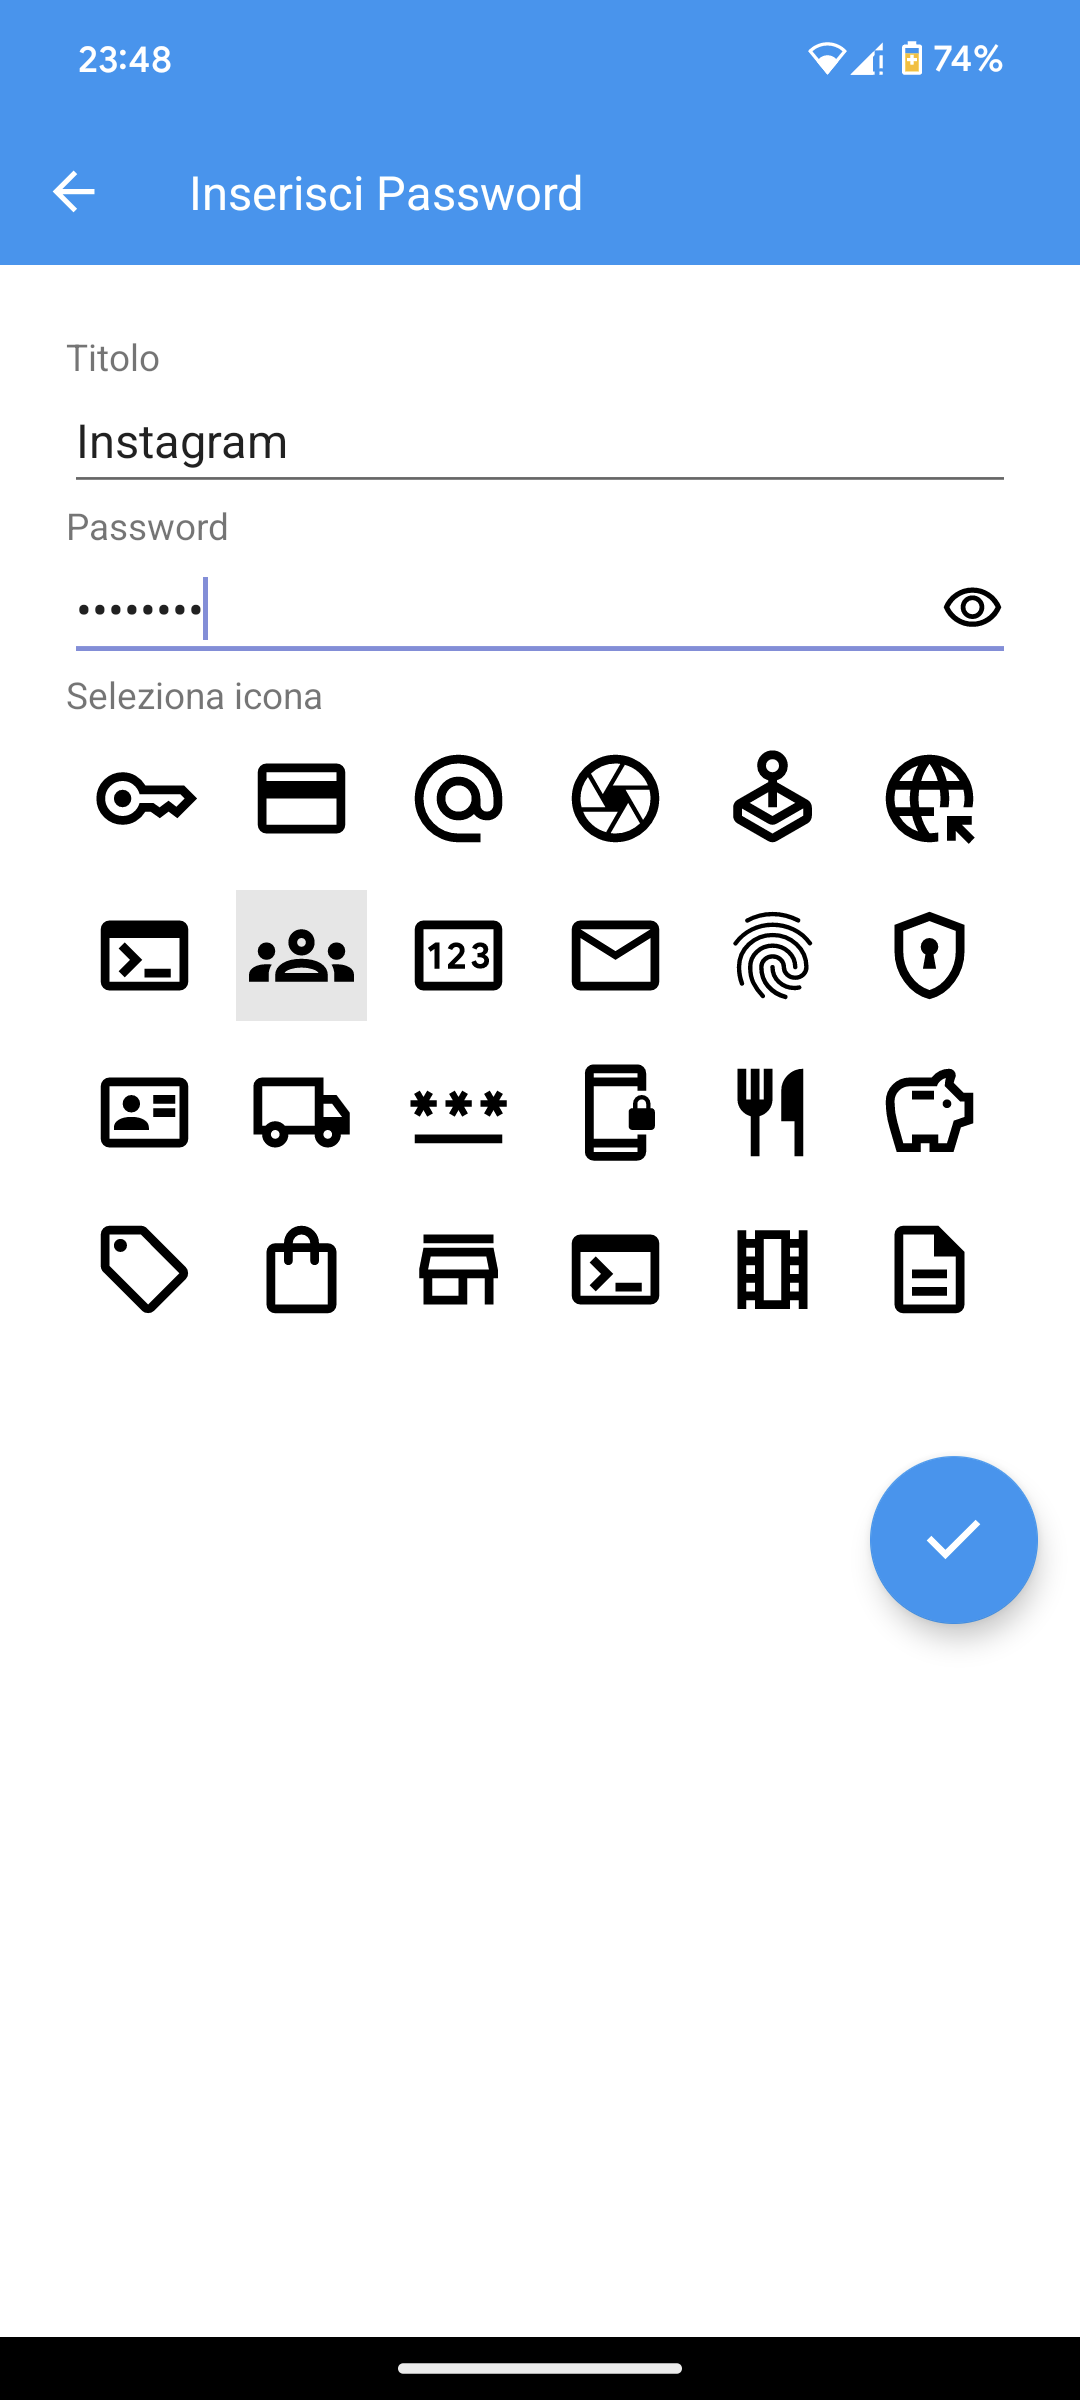 23:48 74%
Inserisci Password
Titolo
Instagram
Password
••••••••
Seleziona icona
123
***